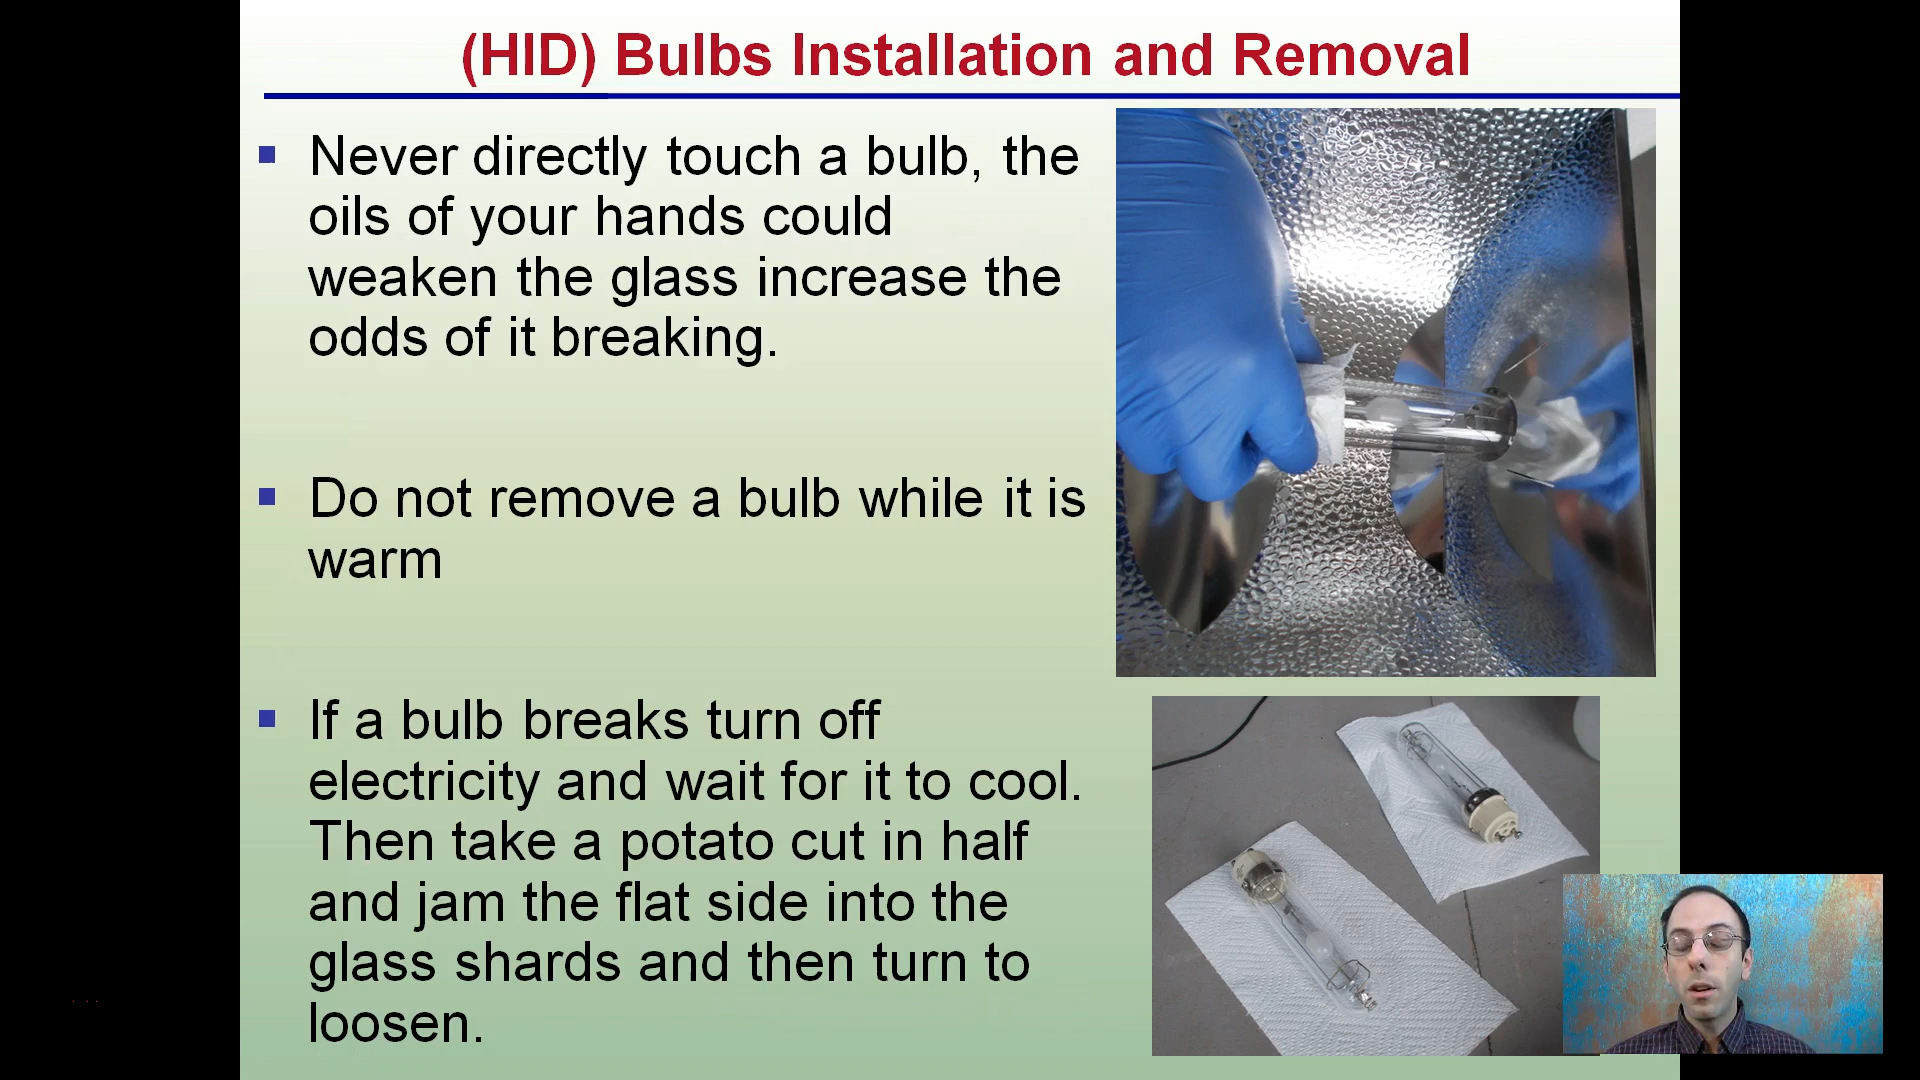 (HID) Bulbs Installation and Removal
Never directly touch a bulb, the
oils of your hands could
weaken the glass increase the
odds of it breaking.
Do not remove a bulb while it is
warm
If a bulb breaks turn off
electricity and wait for it to cool.
Then take a potato cut in half
and jam the flat side into the
glass shards and then turn to
loosen.